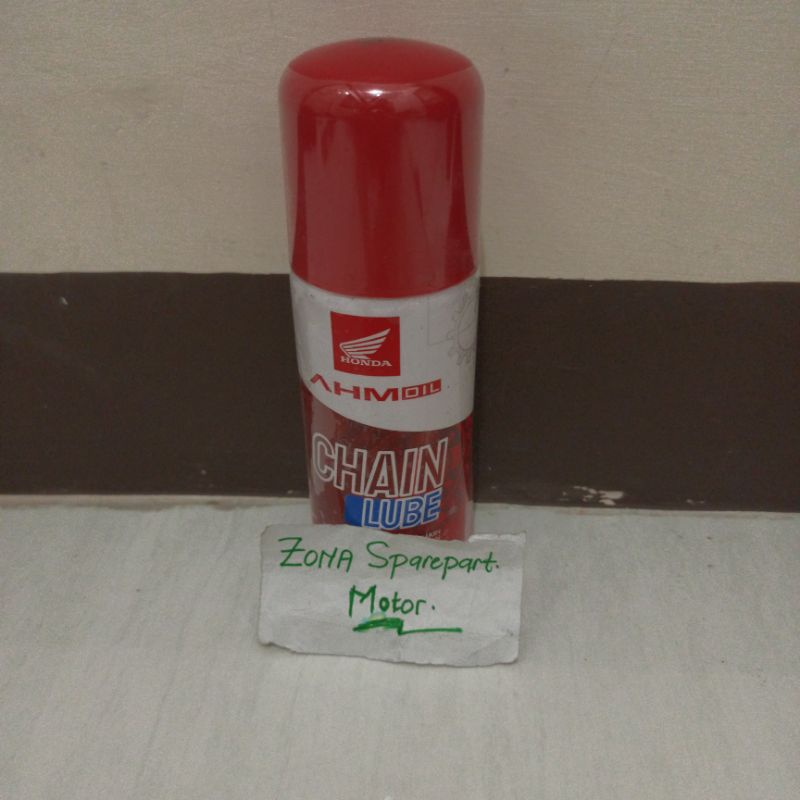 HONDA
AHMOIL
CHAIN
LUBE
ZONA Sparepart.
Motor.